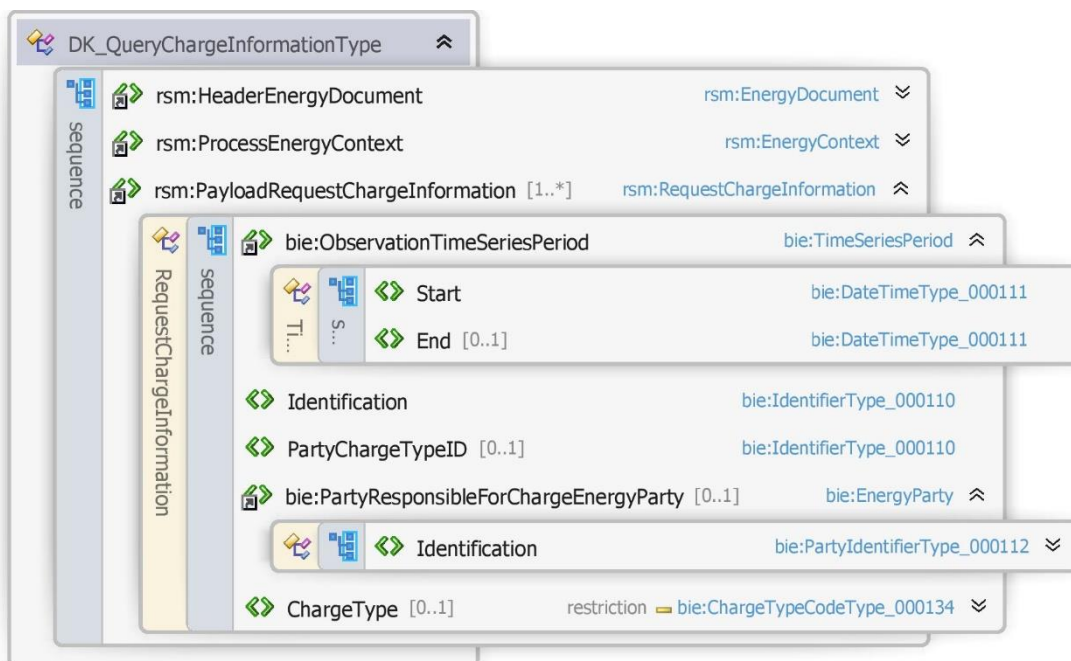 DK_QueryChargeInformationType
sequence
rsm:HeaderEnergyDocument rsm:EnergyDocument
rsm:ProcessEnergyContext rsm:EnergyContext
rsm:PayloadRequestChargeInformation [1..*] rsm:RequestChargeInformation
RequestChargeInformation
sequence
bie:ObservationTimeSeriesPeriod bie:TimeSeriesPeriod
Ti...
S...
Start bie:DateTimeType_000111
End [0..1] bie:DateTimeType_000111
Identification bie:IdentifierType_000110
PartyChargeTypeID [0..1] bie:IdentifierType_000110
bie:PartyResponsibleForChargeEnergyParty [0..1] bie:EnergyParty
Identification bie:PartyIdentifierType_000112
ChargeType [0..1] restriction bie:ChargeTypeCodeType_000134